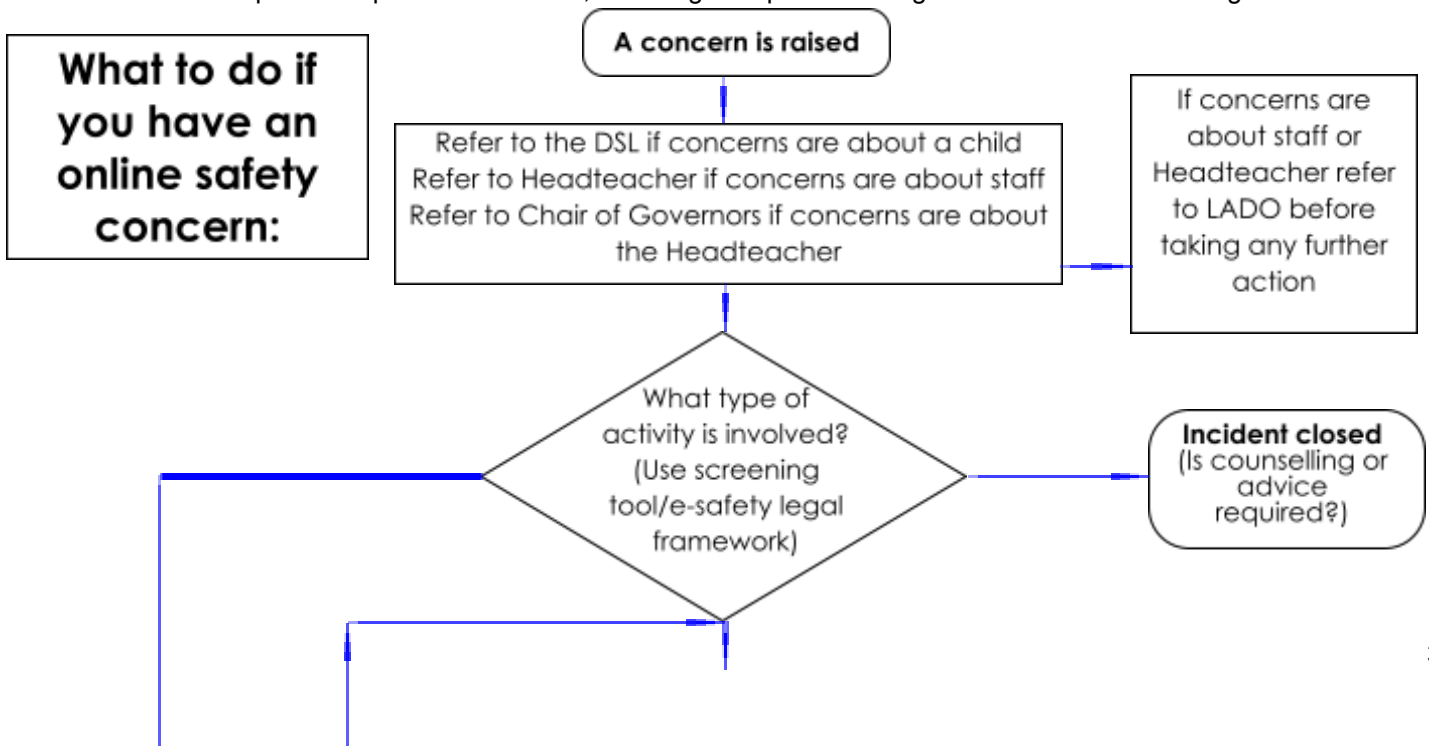 A concern is raised
What to do if
you have an
online safety
concern:
Refer to the DSL if concerns are about a child
Refer to Headteacher if concerns are about staff
Refer to Chair of Governors if concerns are about
the Headteacher
If concerns are
about staff or
Headteacher refer
to LADO before
taking any further
action
What type of
activity is involved?
(Use screening
tool/e-safety legal
framework)
Incident closed
(Is counselling or
advice
required?)